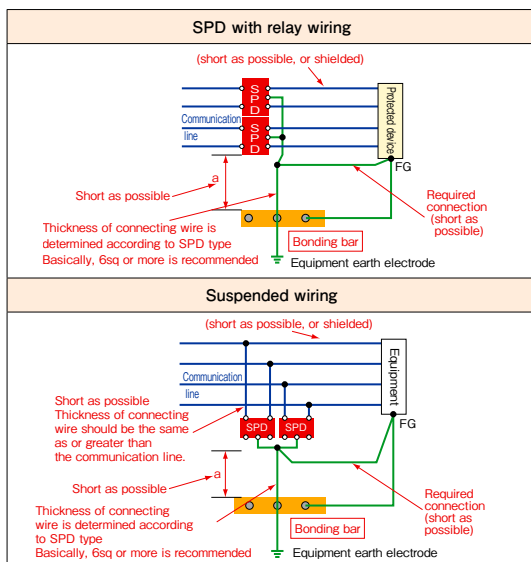 SPD with relay wiring
(short as possible, or shielded)
SPD
SPD
Communication
line
Protected device
FG
a
Short as possible
Required
connection
(short as
possible)
Thickness of connecting wire is
determined according to SPD type
Basically, 6sq or more is recommended
Bonding bar
Equipment earth electrode
Suspended wiring
(short as possible, or shielded)
Communication
line
Equipment
Short as possible
Thickness of connecting
wire should be the same
as or greater than
the communication line.
SPD
SPD
FG
a
Short as possible
Required
connection
(short as
possible)
Thickness of connecting
wire is determined according
to SPD type
Basically, 6sq or more is recommended
Bonding bar
Equipment earth electrode